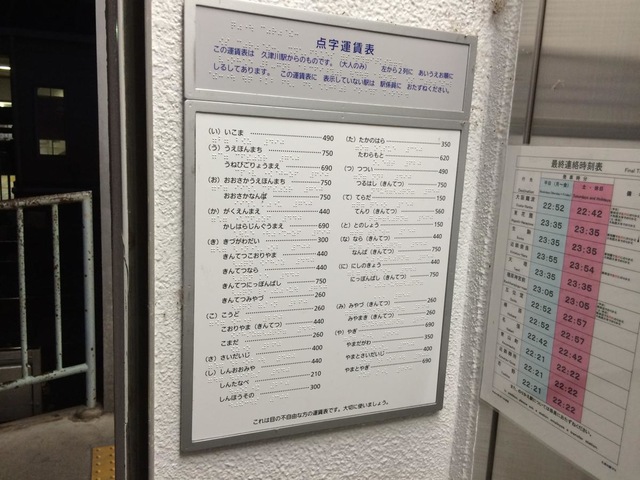 点字運賃表
この運賃表は 久津川駅からのものです。（大人のみ） 左から2列に あいうえお順に
しるしてあります。 この運賃表に 表示していない駅は 駅係員に おたずねください。
（い）いこま 490
（う）うえほんまち 750
うねびごりょうまえ 690
（お）おおさかうえほんまち 750
おおさかなんば 750
（か）がくえんまえ 440
かしはらじんぐうまえ 690
（き）きづがわだい 300
きんてつこおりやま 440
きんてつなら 440
きんてつにっぽんばし 750
きんてつみやづ 260
（こ）こうど 260
こおりやま（きんてつ） 440
こまだ 260
（さ）さいだいじ 400
（し）しんおおみや 440
しんたなべ 210
しんほうその 300
（た）たかのはら 350
たわらもと 620
（つ）つつい 490
つるはし（きんてつ） 750
（て）てらだ 150
てんり（きんてつ） 560
（と）とのしょう 150
（な）なら（きんてつ） 440
なんば（きんてつ） 750
（に）にしのきょう 440
にっぽんばし（きんてつ） 750
（み）みやづ（きんてつ） 260
みやまき（きんてつ） 260
（や）やぎ 690
やまだがわ 350
やまとさいだいじ 400
やまとやぎ 690
これは目の不自由な方の運賃表です。大切に使いましょう。
最終連絡時刻表
22:52 22:42
23:35 23:35
23:35 23:35
23:55 23:54
23:35 23:35
23:05 23:05
22:52 22:57
22:52 22:57
22:42 22:42
22:21 22:21
22:21 22:22
22:21 22:22